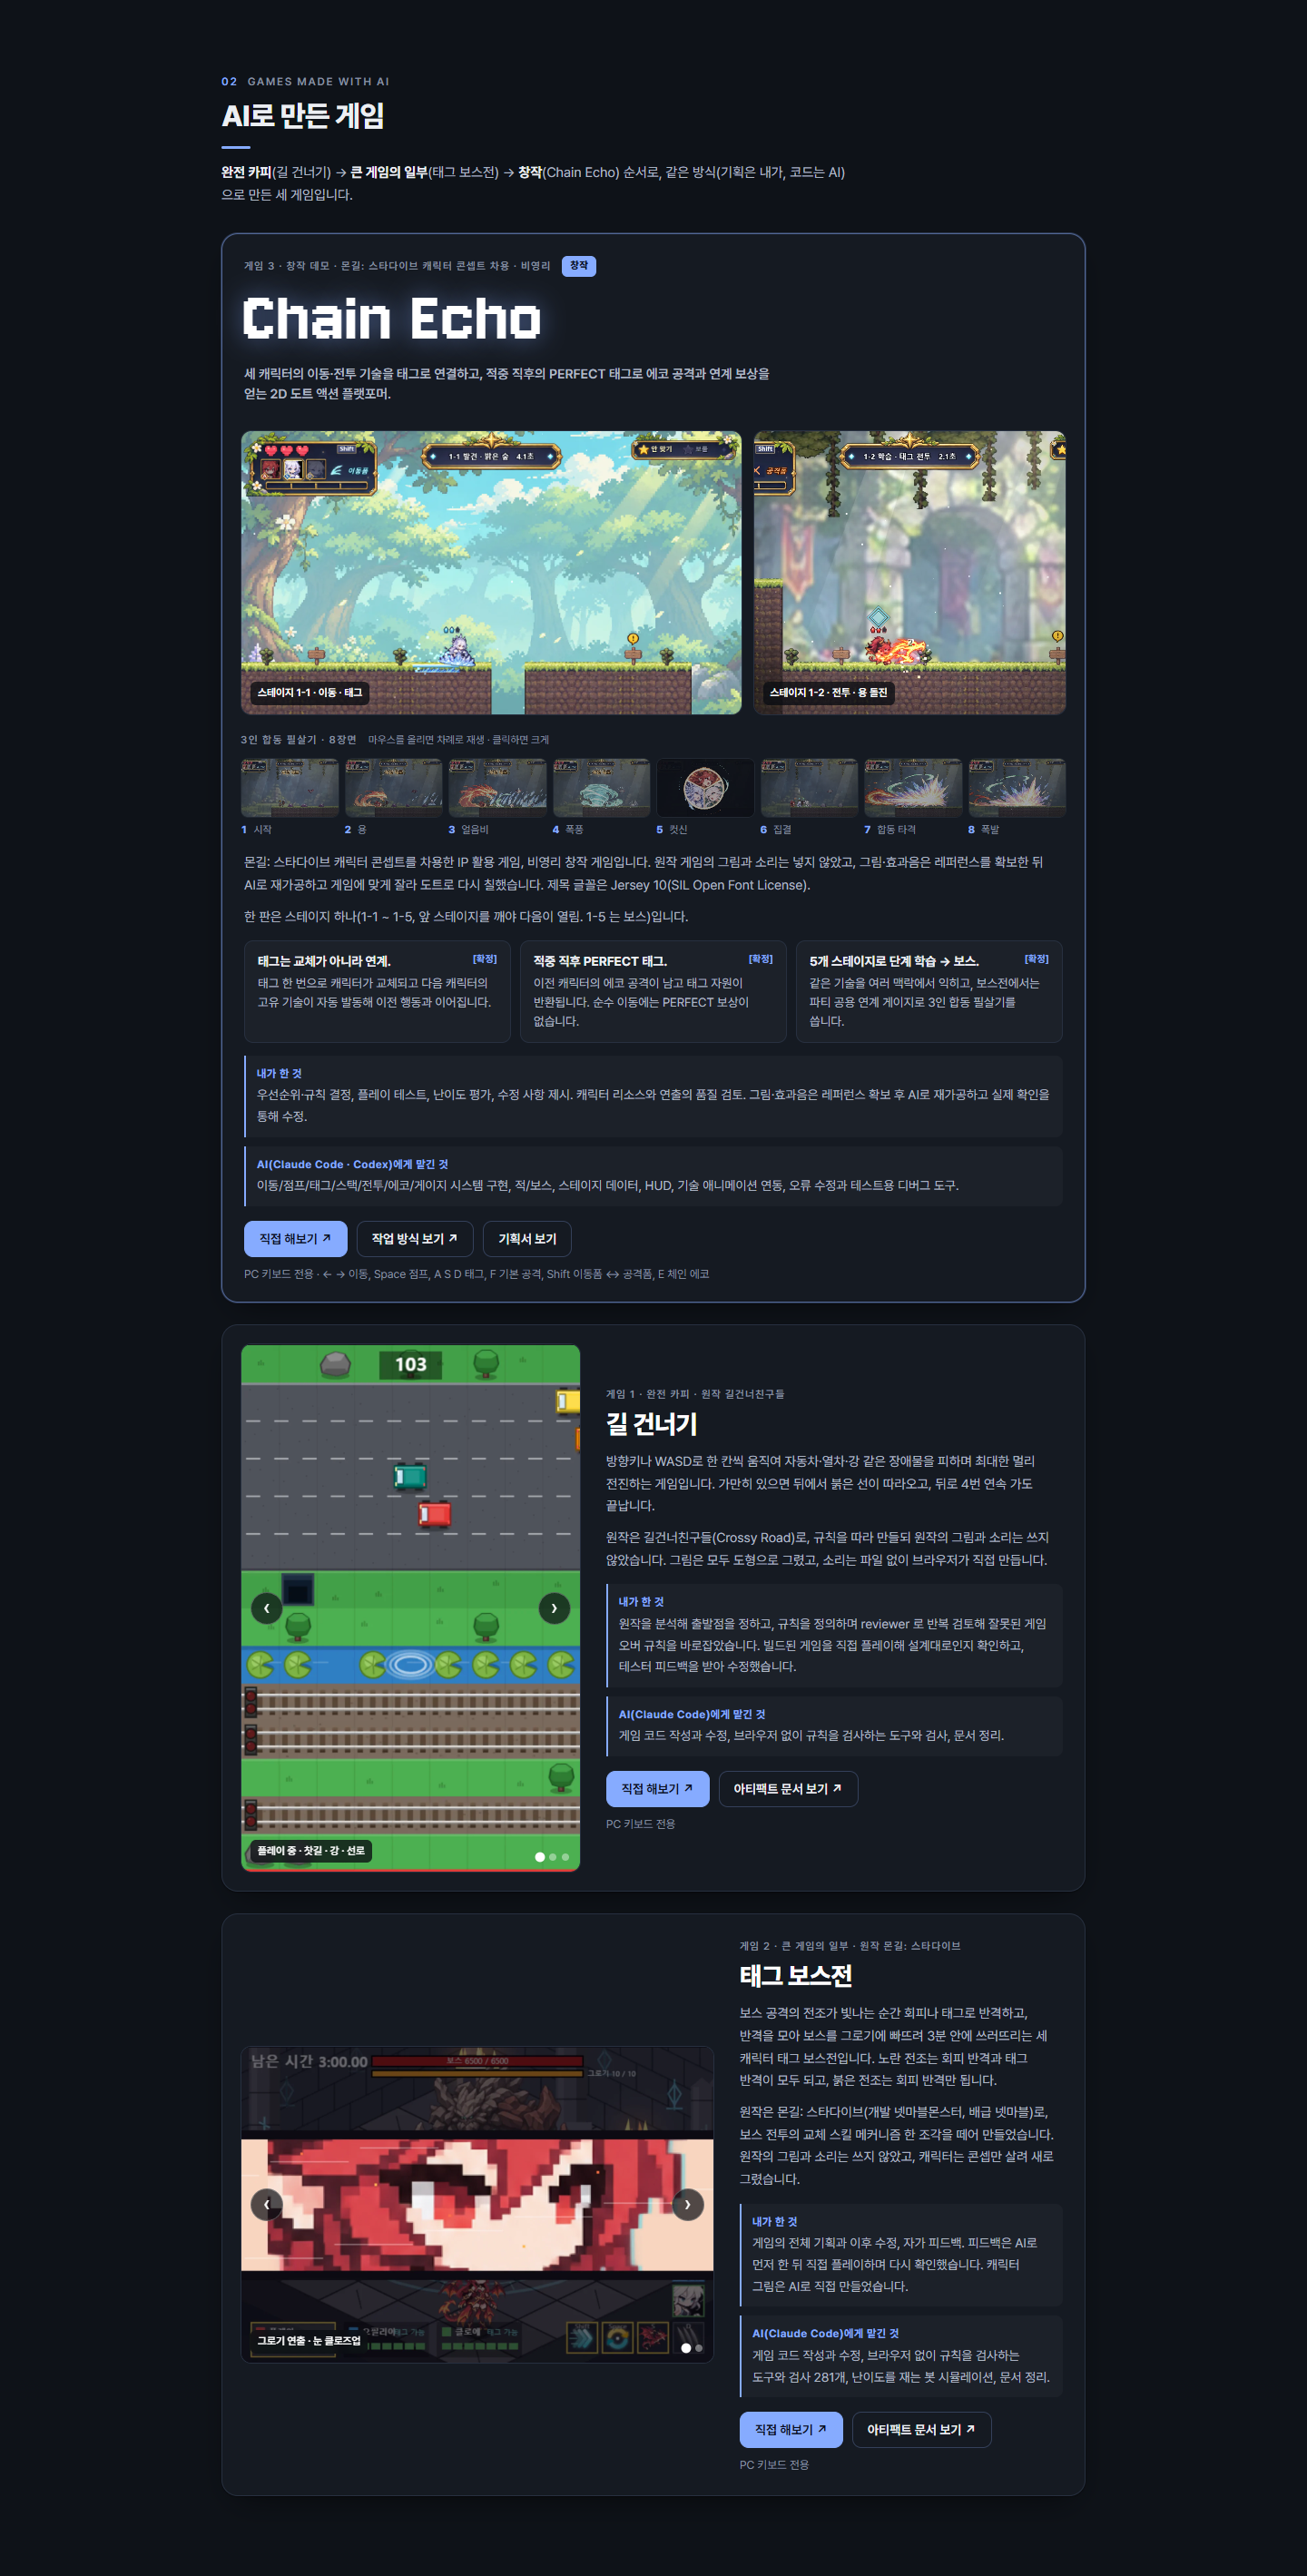 02 GAMES MADE WITH AI
AI로 만든 게임
완전 카피(길 건너기) → 큰 게임의 일부(태그 보스전) → 창작(Chain Echo) 순서로, 같은 방식(기획은 내가, 코드는 AI)
으로 만든 세 게임입니다.
게임 3 · 창작 데모 · 몬길: 스타다이브 캐릭터 콘셉트 차용 · 비영리 창작
Chain Echo
세 캐릭터의 이동·전투 기술을 태그로 연결하고, 적중 직후의 PERFECT 태그로 에코 공격과 연계 보상을
얻는 2D 도트 액션 플랫포머.
Shift
이동폼
1-1 발견 · 맑은 숲 4.1초
안 맞기
보물
스테이지 1-1 · 이동 · 태그
Shift
공격폼
1-2 학습 · 태그 전투 2.1초
스테이지 1-2 · 전투 · 용 돌진
3인 합동 필살기 · 8장면 마우스를 올리면 차례로 재생 · 클릭하면 크게
1 시작
2 용
3 얼음비
4 폭풍
5 컷신
6 집결
7 합동 타격
8 폭발
몬길: 스타다이브 캐릭터 콘셉트를 차용한 IP 활용 게임, 비영리 창작 게임입니다. 원작 게임의 그림과 소리는 넣지 않았고, 그림·효과음은 레퍼런스를 확보한 뒤
AI로 재가공하고 게임에 맞게 잘라 도트로 다시 칠했습니다. 제목 글꼴은 Jersey 10(SIL Open Font License).
한 판은 스테이지 하나(1-1 ~ 1-5, 앞 스테이지를 깨야 다음이 열림. 1-5 는 보스)입니다.
태그는 교체가 아니라 연계. [확정]
태그 한 번으로 캐릭터가 교체되고 다음 캐릭터의
고유 기술이 자동 발동해 이전 행동과 이어집니다.
적중 직후 PERFECT 태그. [확정]
이전 캐릭터의 에코 공격이 남고 태그 자원이
반환됩니다. 순수 이동에는 PERFECT 보상이
없습니다.
5개 스테이지로 단계 학습 → 보스. [확정]
같은 기술을 여러 맥락에서 익히고, 보스전에서는
파티 공용 연계 게이지로 3인 합동 필살기를
씁니다.
내가 한 것
우선순위·규칙 결정, 플레이 테스트, 난이도 평가, 수정 사항 제시. 캐릭터 리소스와 연출의 품질 검토. 그림·효과음은 레퍼런스 확보 후 AI로 재가공하고 실제 확인을
통해 수정.
AI(Claude Code · Codex)에게 맡긴 것
이동/점프/태그/스택/전투/에코/게이지 시스템 구현, 적/보스, 스테이지 데이터, HUD, 기술 애니메이션 연동, 오류 수정과 테스트용 디버그 도구.
직접 해보기 ↗
작업 방식 보기 ↗
기획서 보기
PC 키보드 전용 · ← → 이동, Space 점프, A S D 태그, F 기본 공격, Shift 이동폼 ↔ 공격폼, E 체인 에코
103
플레이 중 · 찻길 · 강 · 선로
게임 1 · 완전 카피 · 원작 길건너친구들
길 건너기
방향키나 WASD로 한 칸씩 움직여 자동차·열차·강 같은 장애물을 피하며 최대한 멀리
전진하는 게임입니다. 가만히 있으면 뒤에서 붉은 선이 따라오고, 뒤로 4번 연속 가도
끝납니다.
원작은 길건너친구들(Crossy Road)로, 규칙을 따라 만들되 원작의 그림과 소리는 쓰지
않았습니다. 그림은 모두 도형으로 그렸고, 소리는 파일 없이 브라우저가 직접 만듭니다.
내가 한 것
원작을 분석해 출발점을 정하고, 규칙을 정의하며 reviewer 로 반복 검토해 잘못된 게임
오버 규칙을 바로잡았습니다. 빌드된 게임을 직접 플레이해 설계대로인지 확인하고,
테스터 피드백을 받아 수정했습니다.
AI(Claude Code)에게 맡긴 것
게임 코드 작성과 수정, 브라우저 없이 규칙을 검사하는 도구와 검사, 문서 정리.
직접 해보기 ↗
아티팩트 문서 보기 ↗
PC 키보드 전용
남은 시간 3:00.00
보스 6500 / 6500
그로기 10 / 10
태그 가능
클로에 태그 가능
그로기 연출 · 눈 클로즈업
게임 2 · 큰 게임의 일부 · 원작 몬길: 스타다이브
태그 보스전
보스 공격의 전조가 빛나는 순간 회피나 태그로 반격하고,
반격을 모아 보스를 그로기에 빠뜨려 3분 안에 쓰러뜨리는 세
캐릭터 태그 보스전입니다. 노란 전조는 회피 반격과 태그
반격이 모두 되고, 붉은 전조는 회피 반격만 됩니다.
원작은 몬길: 스타다이브(개발 넷마블몬스터, 배급 넷마블)로,
보스 전투의 교체 스킬 메커니즘 한 조각을 떼어 만들었습니다.
원작의 그림과 소리는 쓰지 않았고, 캐릭터는 콘셉만 살려 새로
그렸습니다.
내가 한 것
게임의 전체 기획과 이후 수정, 자가 피드백. 피드백은 AI로
먼저 한 뒤 직접 플레이하며 다시 확인했습니다. 캐릭터
그림은 AI로 직접 만들었습니다.
AI(Claude Code)에게 맡긴 것
게임 코드 작성과 수정, 브라우저 없이 규칙을 검사하는
도구와 검사 281개, 난이도를 재는 봇 시뮬레이션, 문서 정리.
직접 해보기 ↗
아티팩트 문서 보기 ↗
PC 키보드 전용